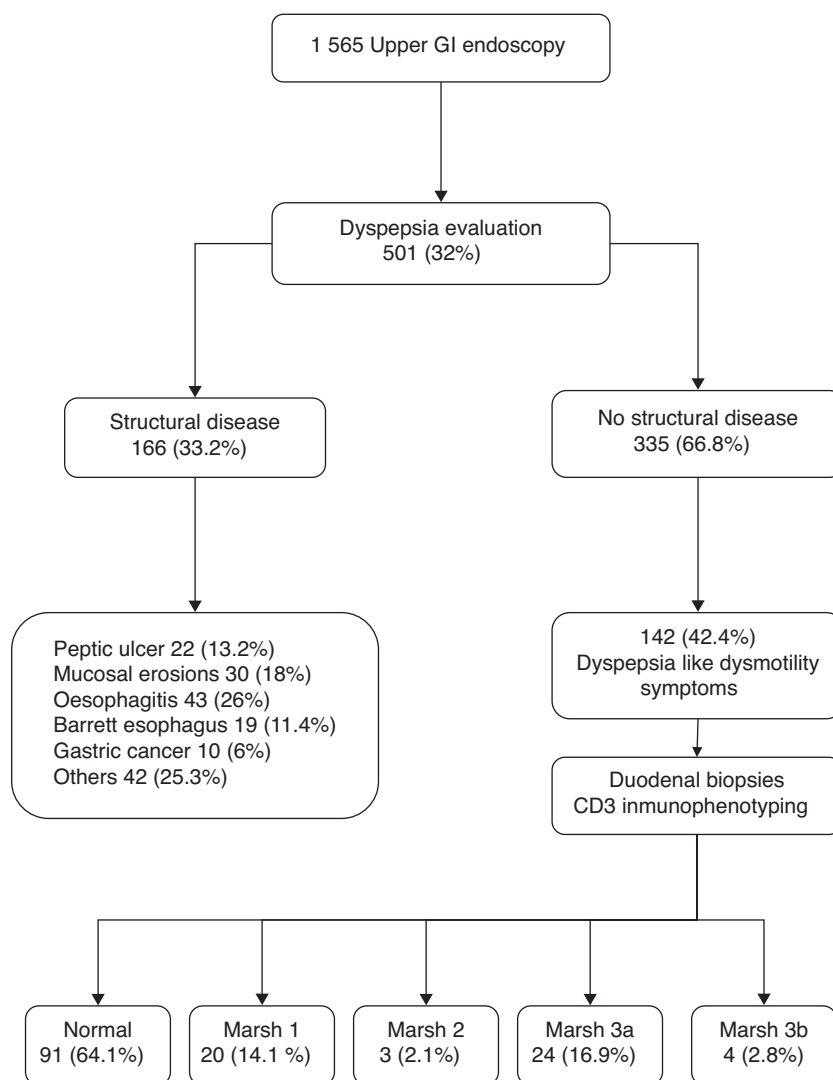 1 565 Upper GI endoscopy
Dyspepsia evaluation
501 (32%)
Structural disease
166 (33.2%)
No structural disease
335 (66.8%)
Peptic ulcer 22 (13.2%)
Mucosal erosions 30 (18%)
Oesophagitis 43 (26%)
Barrett esophagus 19 (11.4%)
Gastric cancer 10 (6%)
Others 42 (25.3%)
142 (42.4%)
Dyspepsia like dysmotility
symptoms
Duodenal biopsies
CD3 inmunophenotyping
Normal
91 (64.1%)
Marsh 1
20 (14.1 %)
Marsh 2
3 (2.1%)
Marsh 3a
24 (16.9%)
Marsh 3b
4 (2.8%)